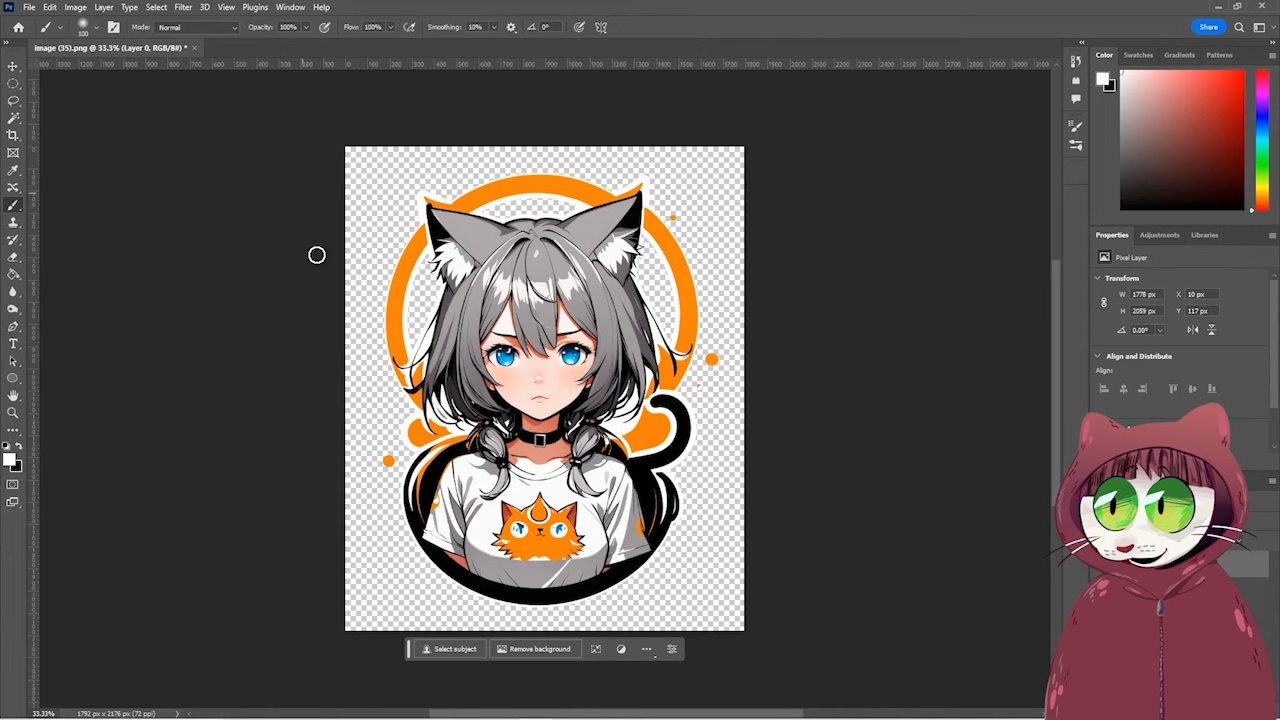 Ps File Edit Image Layer Type Select Filter 3D View Plugins Window Help
100 Mode: Normal Opacity: 100% Flow: 100% Smoothing: 10% 0° Share
image (35).png @ 33.3% (Layer 0, RGB/8#) * ×
Color Swatches Gradients Patterns
Properties Adjustments Libraries
Pixel Layer
Transform
W 1778 px X 10 px
H 2059 px Y 117 px
0.00°
Align and Distribute
Align:
Select subject Remove background
33.33% 1792 px x 2176 px (72 ppi)